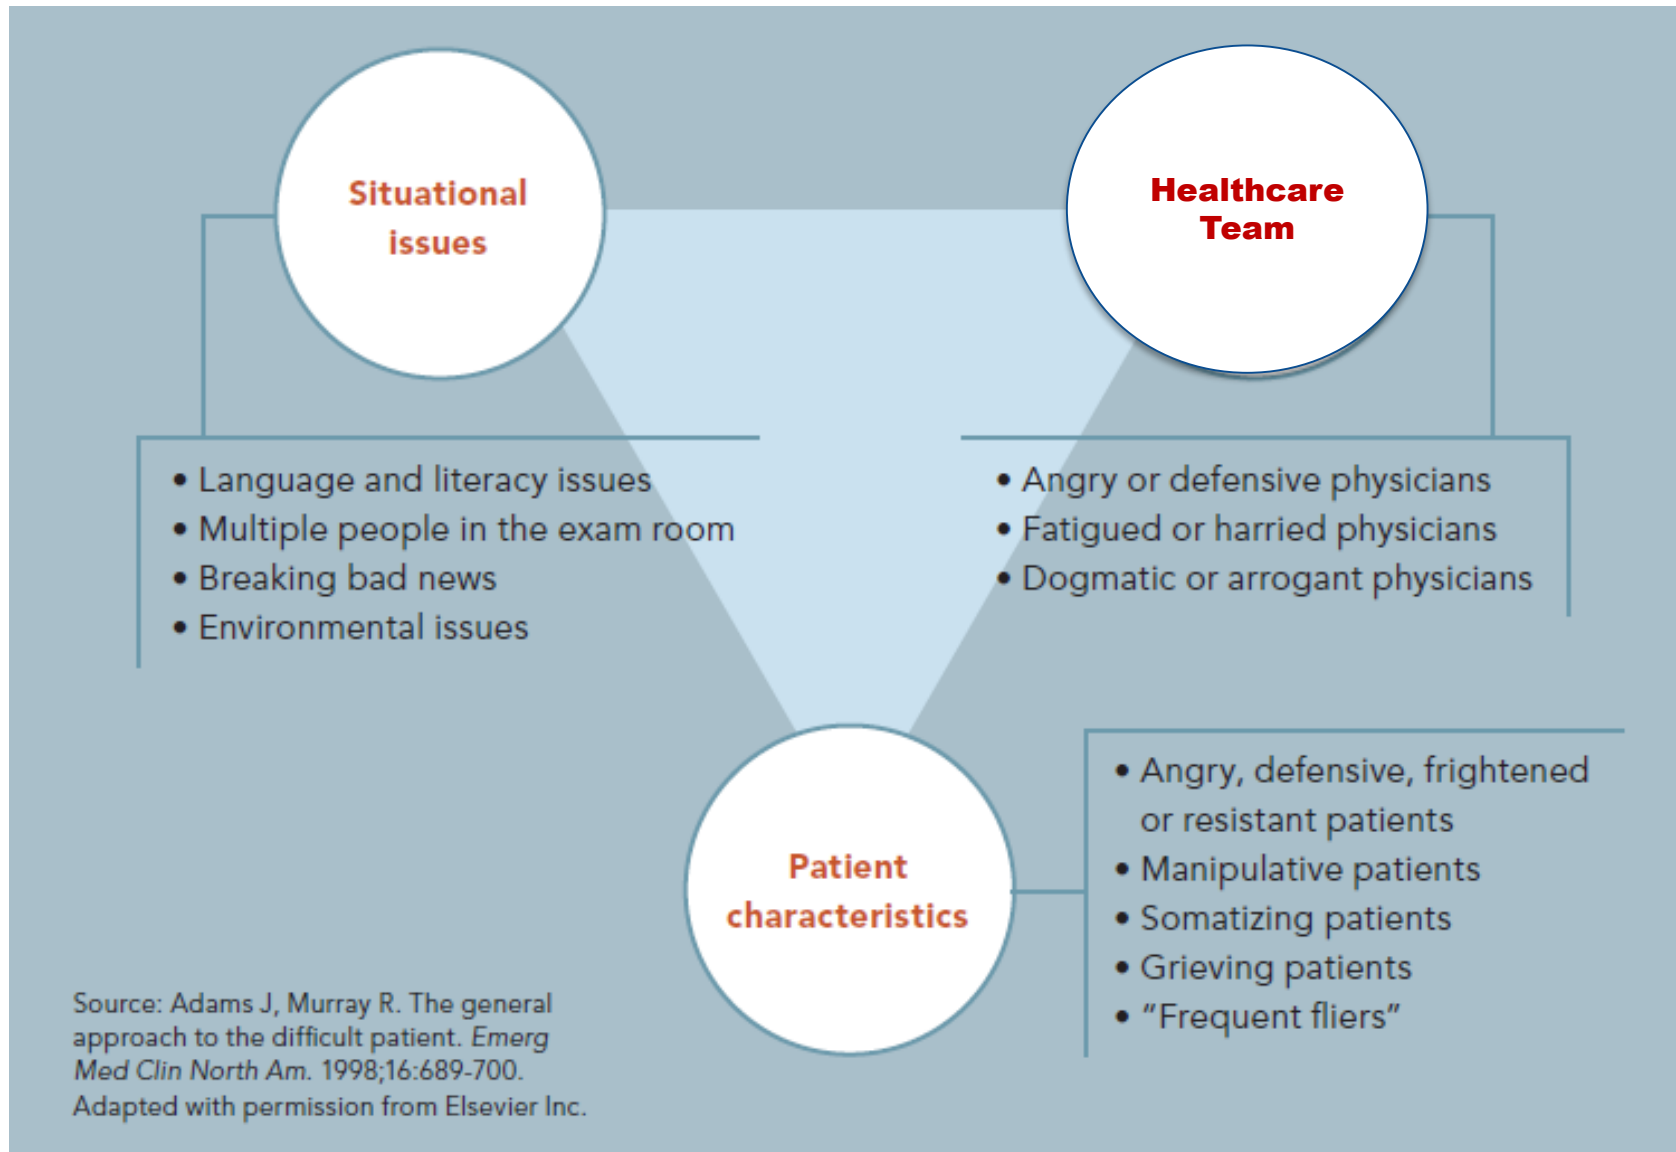 Situational
issues
Healthcare
Team
• Language and literacy issues
• Multiple people in the exam room
• Breaking bad news
• Environmental issues
• Angry or defensive physicians
• Fatigued or harried physicians
• Dogmatic or arrogant physicians
Patient
characteristics
• Angry, defensive, frightened
or resistant patients
• Manipulative patients
• Somatizing patients
• Grieving patients
• “Frequent fliers”
Source: Adams J, Murray R. The general
approach to the difficult patient. Emerg
Med Clin North Am. 1998;16:689-700.
Adapted with permission from Elsevier Inc.